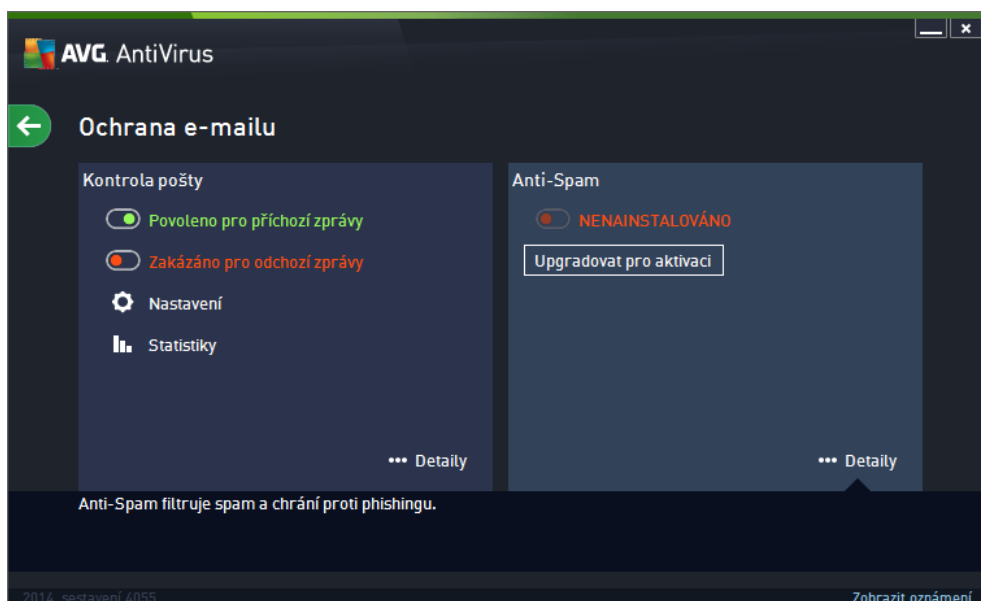 AVG. AntiVirus
Ochrana e-mailu
Kontrola pošty
Povoleno pro příchozí zprávy
Zakázáno pro odchozí zprávy
Nastavení
Statistiky
••• Detaily
Anti-Spam
NENAINSTALOVÁNO
Upgradovat pro aktivaci
••• Detaily
Anti-Spam filtruje spam a chrání proti phishingu.
2014. sestavení 4055
Zobrazit oznámení